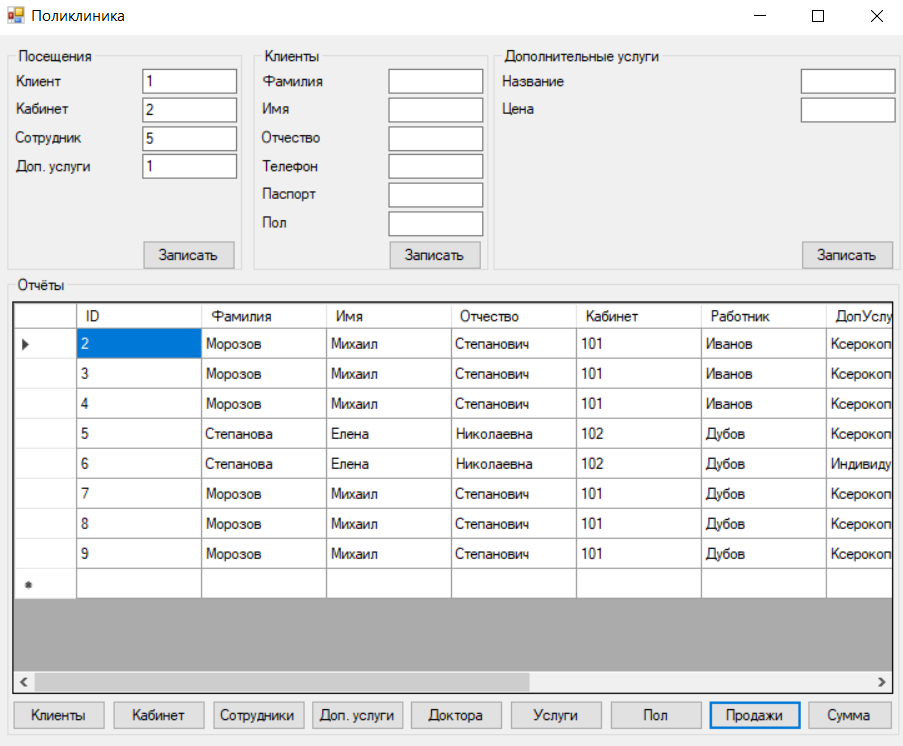 Поликлиника
Посещения
Клиент 1
Кабинет 2
Сотрудник 5
Доп. услуги 1
Записать
Клиенты
Фамилия
Имя
Отчество
Телефон
Паспорт
Пол
Записать
Дополнительные услуги
Название
Цена
Записать
Отчёты
ID Фамилия Имя Отчество Кабинет Работник ДопУслу
2 Морозов Михаил Степанович 101 Иванов Ксерокоп
3 Морозов Михаил Степанович 101 Иванов Ксерокоп
4 Морозов Михаил Степанович 101 Иванов Ксерокоп
5 Степанова Елена Николаевна 102 Дубов Ксерокоп
6 Степанова Елена Николаевна 102 Дубов Индивиду
7 Морозов Михаил Степанович 101 Дубов Ксерокоп
8 Морозов Михаил Степанович 101 Дубов Ксерокоп
9 Морозов Михаил Степанович 101 Дубов Ксерокоп
Клиенты Кабинет Сотрудники Доп. услуги Доктора Услуги Пол Продажи Сумма